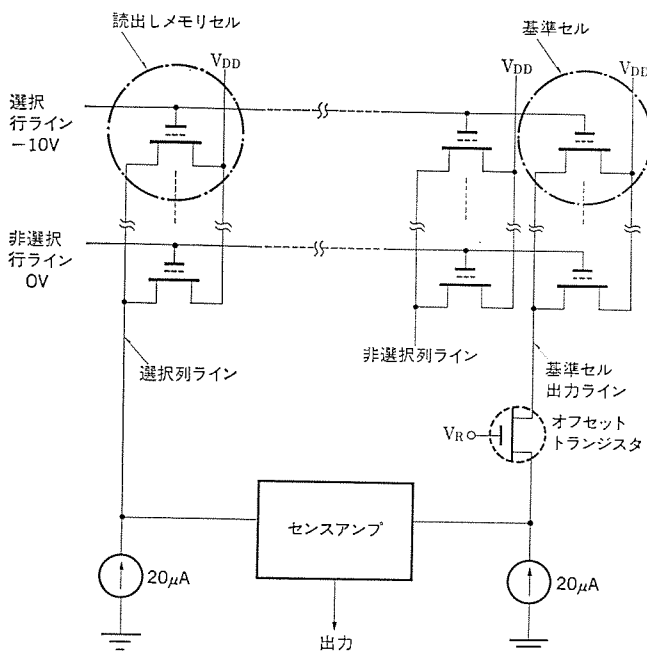 読出しメモリセル
基準セル
VDD
VDD
VDD
選択
行ライン
-10V
非選択
行ライン
0V
選択列ライン
非選択列ライン
基準セル
出力ライン
VR
オフセット
トランジスタ
センスアンプ
20μA
20μA
出力